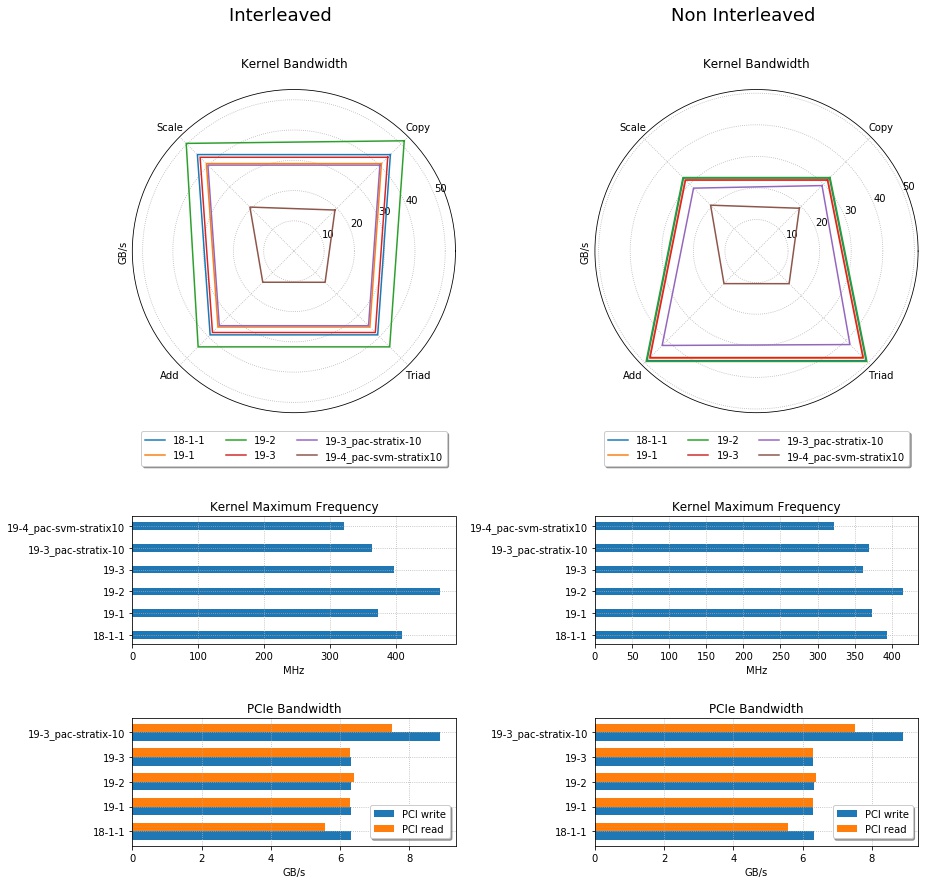 Interleaved
Non Interleaved
Kernel Bandwidth
Scale
Copy
50
40
30
20
10
GB/s
Add
Triad
18-1-1
19-2
19-3_pac-stratix-10
19-1
19-3
19-4_pac-svm-stratix10
Kernel Bandwidth
Scale
Copy
50
40
30
20
10
GB/s
Add
Triad
18-1-1
19-2
19-3_pac-stratix-10
19-1
19-3
19-4_pac-svm-stratix10
Kernel Maximum Frequency
19-4_pac-svm-stratix10
19-3_pac-stratix-10
19-3
19-2
19-1
18-1-1
0 100 200 300 400
MHz
Kernel Maximum Frequency
19-4_pac-svm-stratix10
19-3_pac-stratix-10
19-3
19-2
19-1
18-1-1
0 50 100 150 200 250 300 350 400
MHz
PCIe Bandwidth
19-3_pac-stratix-10
19-3
19-2
19-1
18-1-1
PCI write
PCI read
0 2 4 6 8
GB/s
PCIe Bandwidth
19-3_pac-stratix-10
19-3
19-2
19-1
18-1-1
PCI write
PCI read
0 2 4 6 8
GB/s